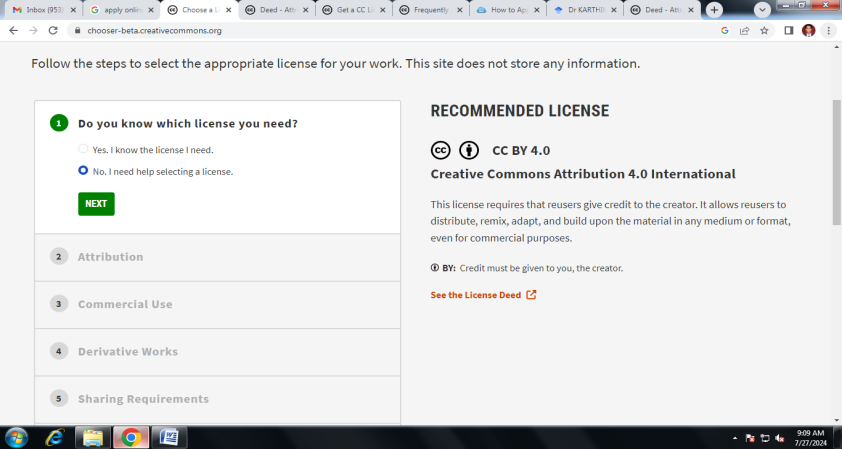 Inbox (953)
apply onlin
Choose a Li
Deed - Attr
Get a CC Li
Frequently
How to Ap
Dr KARTHI
Deed - Attr
chooser-beta.creativecommons.org
G
Follow the steps to select the appropriate license for your work. This site does not store any information.
1 Do you know which license you need?
Yes. I know the license I need.
No. I need help selecting a license.
NEXT
2 Attribution
3 Commercial Use
4 Derivative Works
5 Sharing Requirements
RECOMMENDED LICENSE
CC BY 4.0
Creative Commons Attribution 4.0 International
This license requires that reusers give credit to the creator. It allows reusers to
distribute, remix, adapt, and build upon the material in any medium or format,
even for commercial purposes.
BY: Credit must be given to you, the creator.
See the License Deed
9:09 AM
7/27/2024